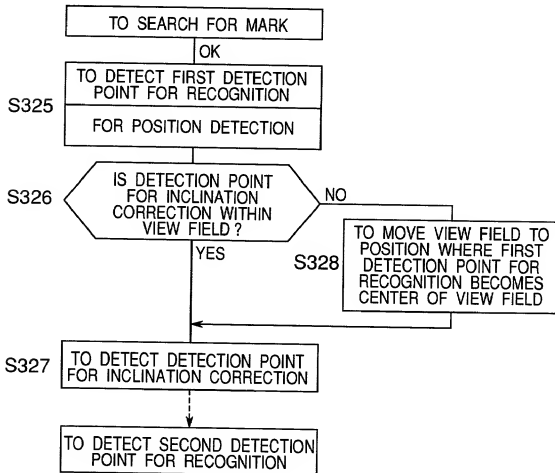 TO SEARCH FOR MARK
OK
TO DETECT FIRST DETECTION
POINT FOR RECOGNITION
S325
FOR POSITION DETECTION
S326
IS DETECTION POINT
FOR INCLINATION
CORRECTION WITHIN
VIEW FIELD?
NO
YES
S328
TO MOVE VIEW FIELD TO
POSITION WHERE FIRST
DETECTION POINT FOR
RECOGNITION BECOMES
CENTER OF VIEW FIELD
S327
TO DETECT DETECTION POINT
FOR INCLINATION CORRECTION
TO DETECT SECOND DETECTION
POINT FOR RECOGNITION